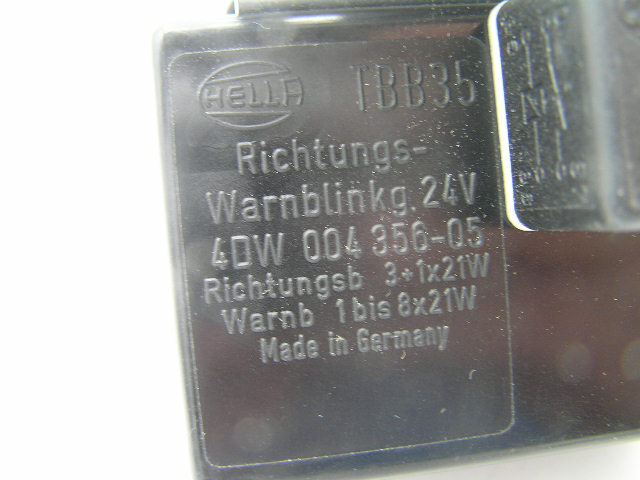 HELLA TBB35
Richtungs-
Warnblinkg. 24V
4DW 004 356-05
Richtungsb 3+1x21W
Warnb 1 bis 8x21W
Made in Germany